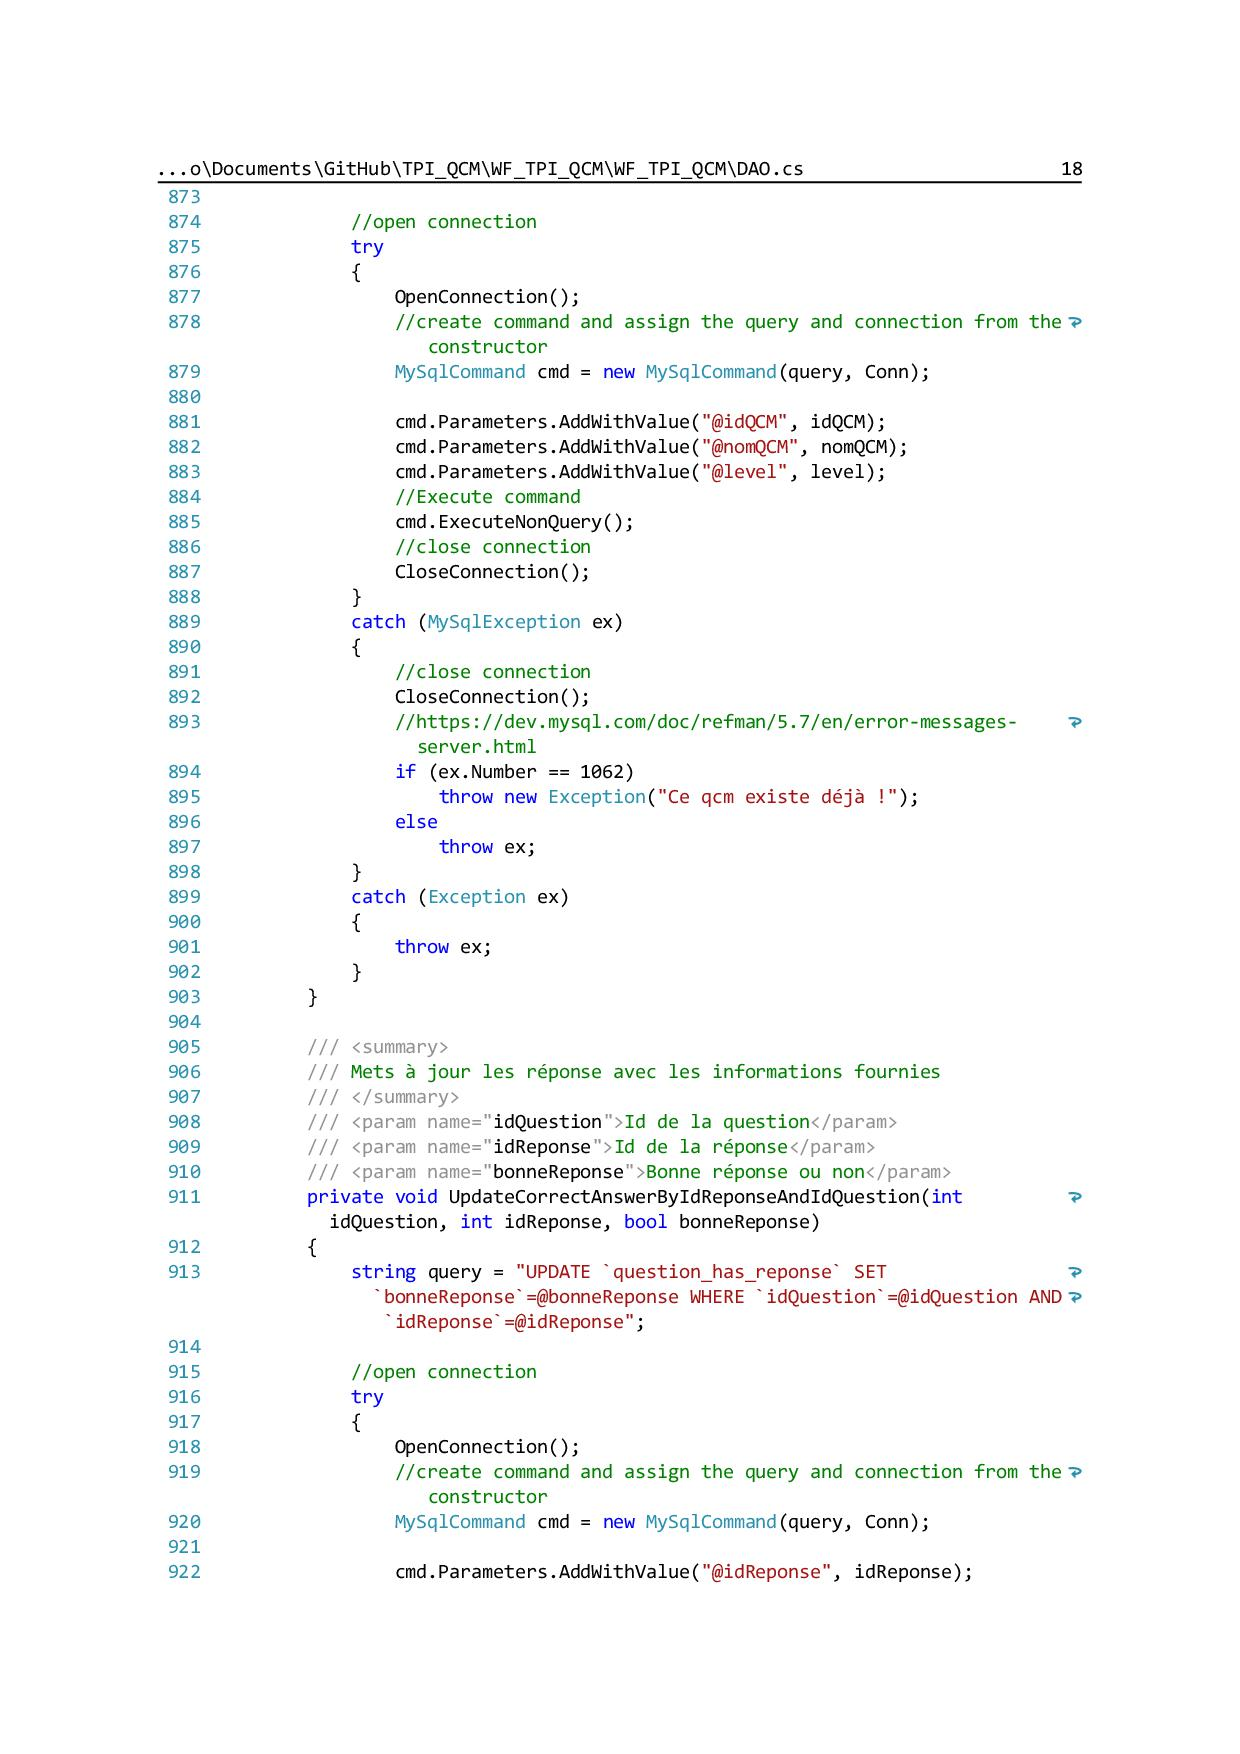 ...o\Documents\GitHub\TPI_QCM\WF_TPI_QCM\WF_TPI_QCM\DAO.cs 18
873
874 //open connection
875 try
876 {
877 OpenConnection();
878 //create command and assign the query and connection from the
constructor
879 MySqlCommand cmd = new MySqlCommand(query, Conn);
880
881 cmd.Parameters.AddWithValue("@idQCM", idQCM);
882 cmd.Parameters.AddWithValue("@nomQCM", nomQCM);
883 cmd.Parameters.AddWithValue("@level", level);
884 //Execute command
885 cmd.ExecuteNonQuery();
886 //close connection
887 CloseConnection();
888 }
889 catch (MySqlException ex)
890 {
891 //close connection
892 CloseConnection();
893 //https://dev.mysql.com/doc/refman/5.7/en/error-messages-
server.html
894 if (ex.Number == 1062)
895 throw new Exception("Ce qcm existe déjà !");
896 else
897 throw ex;
898 }
899 catch (Exception ex)
900 {
901 throw ex;
902 }
903 }
904
905 /// <summary>
906 /// Mets à jour les réponse avec les informations fournies
907 /// </summary>
908 /// <param name="idQuestion">Id de la question</param>
909 /// <param name="idReponse">Id de la réponse</param>
910 /// <param name="bonneReponse">Bonne réponse ou non</param>
911 private void UpdateCorrectAnswerByIdReponseAndIdQuestion(int
idQuestion, int idReponse, bool bonneReponse)
912 {
913 string query = "UPDATE `question_has_reponse` SET
`bonneReponse`=@bonneReponse WHERE `idQuestion`=@idQuestion AND
`idReponse`=@idReponse";
914
915 //open connection
916 try
917 {
918 OpenConnection();
919 //create command and assign the query and connection from the
constructor
920 MySqlCommand cmd = new MySqlCommand(query, Conn);
921
922 cmd.Parameters.AddWithValue("@idReponse", idReponse);